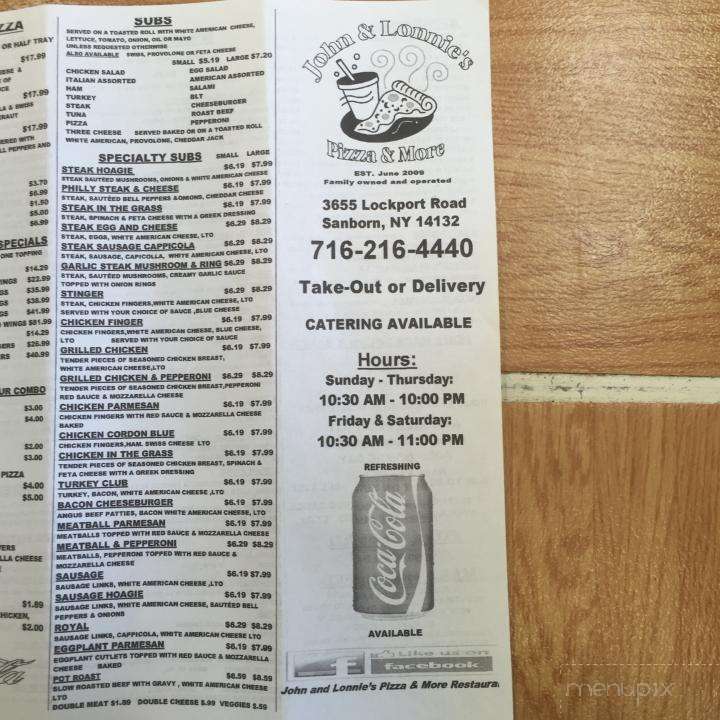 ZZA
OR HALF TRAY
$17.99
$17.99
$17.99
LL PEPPERS AND
$3.70
$6.99
$1.50
$5.00
$6.99
SPECIALS
ONE TOPPING
$14.29
WINGS $22.99
$35.99
$38.99
$41.99
WINGS $81.99
$14.29
$26.99
$40.99
UR COMBO
$3.00
$4.00
$2.00
$3.00
PIZZA
$4.00
$5.00
LLA CHEESE
$1.89
HICKEN,
$2.00
SUBS
SERVED ON A TOASTED ROLL WITH WHITE AMERICAN CHEESE,
LETTUCE, TOMATO, ONION, OIL OR MAYO
UNLESS REQUESTED OTHERWISE
ALSO AVAILABLE SWISS, PROVOLONE OR FETA CHEESE
SMALL $5.19 LARGE $7.20
CHICKEN SALAD EGG SALAD
ITALIAN ASSORTED AMERICAN ASSORTED
HAM SALAMI
TURKEY BLT
STEAK CHEESEBURGER
TUNA ROAST BEEF
PIZZA PEPPERONI
THREE CHEESE SERVED BAKED OR ON A TOASTED ROLL
WHITE AMERICAN, PROVOLONE, CHEDDAR JACK
SPECIALTY SUBS SMALL LARGE
STEAK HOAGIE $6.19 $7.99
STEAK SAUTÉED MUSHROOMS, ONIONS & WHITE AMERICAN CHEESE
PHILLY STEAK & CHEESE $6.19 $7.99
STEAK, SAUTÉED BELL PEPPERS &OMIONS, CHEDDAR CHEESE
STEAK IN THE GRASS $6.19 $7.99
STEAK, SPINACH & FETA CHEESE WITH A GREEK DRESSING
STEAK EGG AND CHEESE $6.29 $8.29
STEAK, EGGS, WHITE AMERICAN CHEESE, LTO
STEAK SAUSAGE CAPPICOLA $6.29 $8.29
STEAK, SAUSAGE, CAPICOLLA, WHITE AMERICAN CHEESE, LTO
GARLIC STEAK MUSHROOM & RING $6.29 $8.29
STEAK, SAUTÉED MUSHROOMS, CREAMY GARLIC SAUCE
TOPPED WITH ONION RINGS
STINGER $6.29 $8.29
STEAK, CHICKEN FINGERS,WHITE AMERICAN CHEESE, LTO
SERVED WITH YOUR CHOICE OF SAUCE ,BLUE CHEESE
CHICKEN FINGER $6.19 $7.99
CHICKEN FINGERS,WHITE AMERICAN CHEESE, BLUE CHEESE,
LTO SERVED WITH YOUR CHOICE OF SAUCE
GRILLED CHICKEN $6.19 $7.99
TENDER PIECES OF SEASONED CHICKEN BREAST,
WHITE AMERICAN CHEESE,LTO
GRILLED CHICKEN & PEPPERONI $6.29 $8.29
TENDER PIECES OF SEASONED CHICKEN BREAST,PEPPERONI
RED SAUCE & MOZZARELLA CHEESE
CHICKEN PARMESAN $6.19 $7.99
CHICKEN FINGERS WITH RED SAUCE & MOZZARELLA CHEESE
BAKED
CHICKEN CORDON BLUE $6.19 $7.99
CHICKEN FINGERS,HAM. SWISS CHEESE LTO
CHICKEN IN THE GRASS $6.19 $7.99
TENDER PIECES OF SEASONED CHICKEN BREAST, SPINACH &
FETA CHEESE WITH A GREEK DRESSING
TURKEY CLUB $6.19 $7.99
TURKEY, BACON, WHITE AMERICAN CHEESE ,LTO
BACON CHEESEBURGER $6.19 $7.99
ANGUS BEEF PATTIES, BACON WHITE AMERICAN CHEESE, LTO
MEATBALL PARMESAN $6.19 $7.99
MEATBALLS TOPPED WITH RED SAUCE & MOZZARELLA CHEESE
MEATBALL & PEPPERONI $6.29 $8.29
MEATBALLS, PEPPERONI TOPPED WITH RED SAUCE &
MOZZARELLA CHEESE
SAUSAGE $6.19 $7.99
SAUSAGE LINKS, WHITE AMERICAN CHEESE ,LTO
SAUSAGE HOAGIE $6.19 $7.99
SAUSAGE LINKS, WHITE AMERICAN CHEESE, SAUTÉED BELL
PEPPERS & ONIONS
ROYAL $6.29 $8.29
SAUSAGE LINKS, CAPPICOLA, WHITE AMERICAN CHEESE LTO
EGGPLANT PARMESAN $6.19 $7.99
EGGPLANT CUTLETS TOPPED WITH RED SAUCE & MOZZARELLA
CHEESE BAKED
POT ROAST $6.59 $8.59
SLOW ROASTED BEEF WITH GRAVY , WHITE AMERICAN CHEESE
LTO
DOUBLE MEAT $1.89 DOUBLE CHEESE $.99 VEGGIES $.59
John & Lonnie's
Pizza & More
EST. June 2009
Family owned and operated
3655 Lockport Road
Sanborn, NY 14132
716-216-4440
Take-Out or Delivery
CATERING AVAILABLE
Hours:
Sunday - Thursday:
10:30 AM - 10:00 PM
Friday & Saturday:
10:30 AM - 11:00 PM
REFRESHING
Coca-Cola
AVAILABLE
Like us on
facebook
John and Lonnie's Pizza & More Restaura
menupix